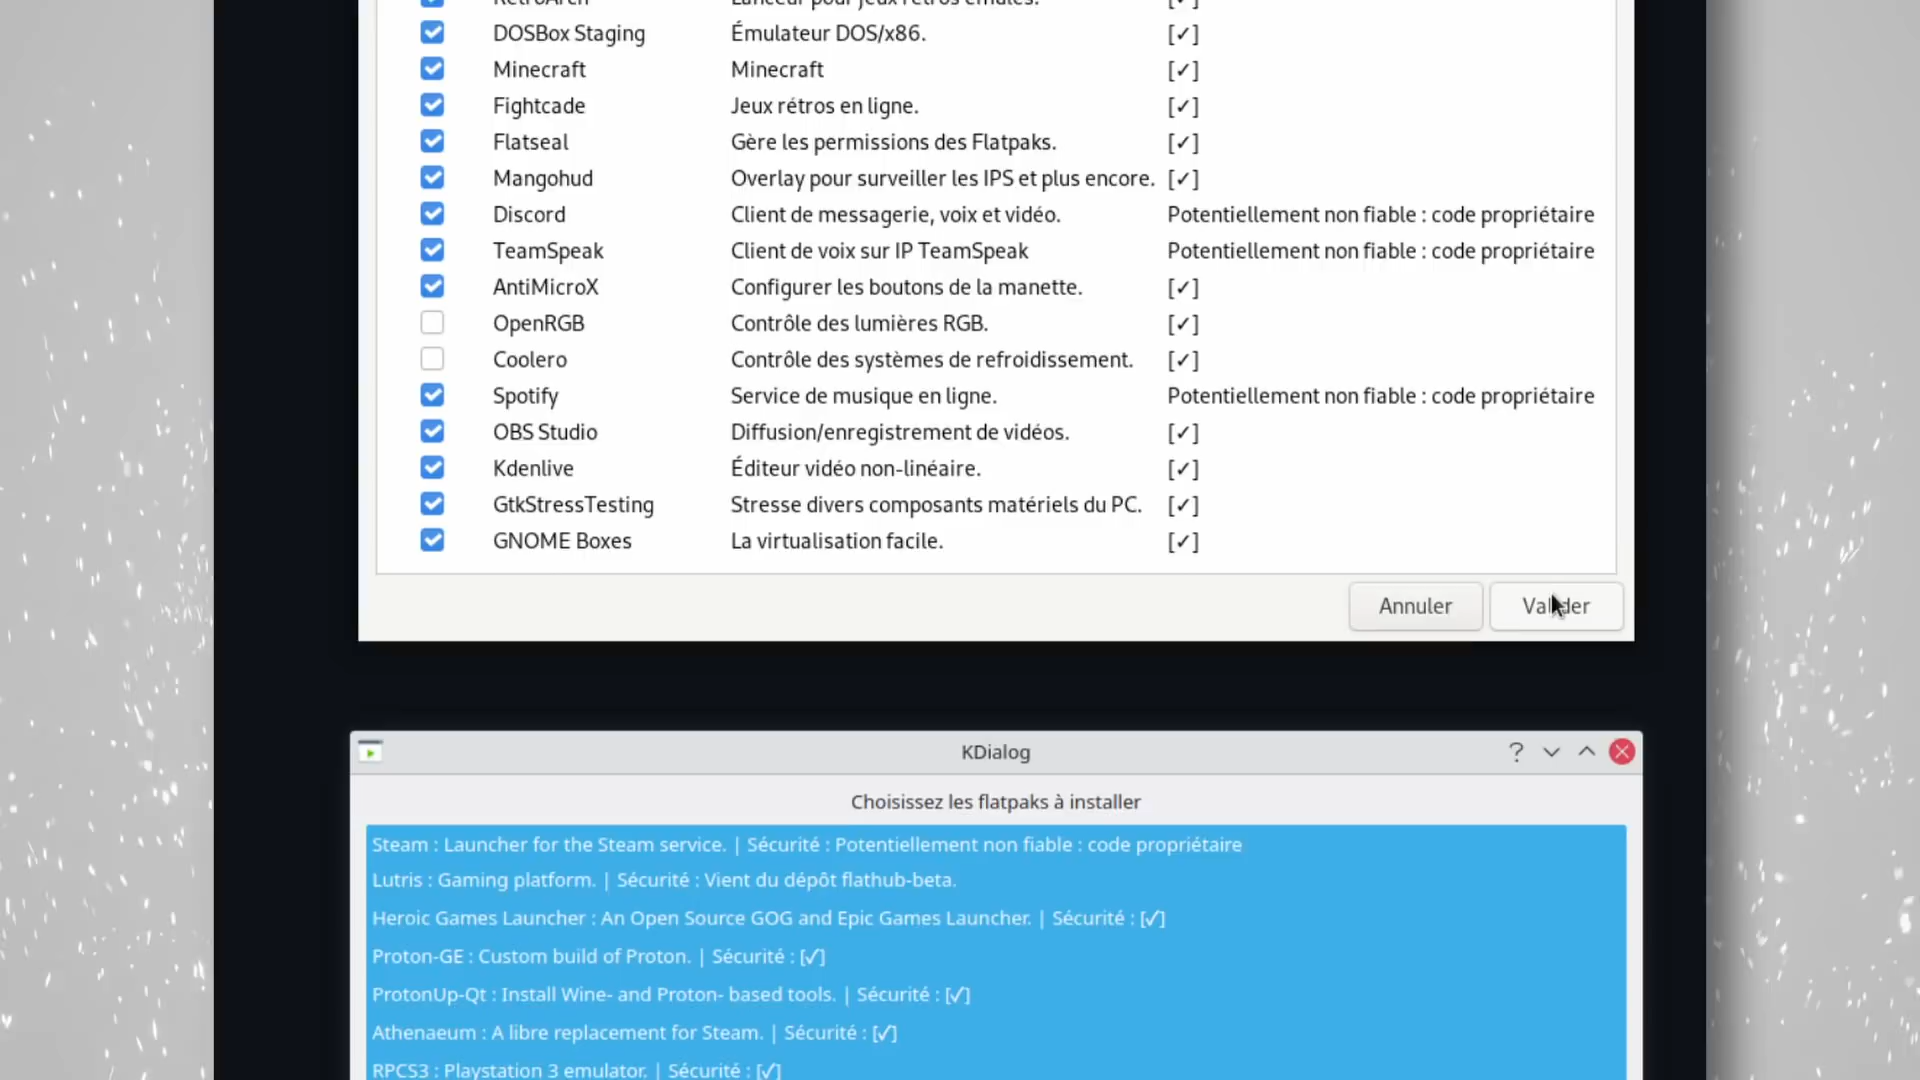 RetroArch Lanceur pour jeux rétros émulés. [✓]
DOSBox Staging Émulateur DOS/x86. [✓]
Minecraft Minecraft [✓]
Fightcade Jeux rétros en ligne. [✓]
Flatseal Gère les permissions des Flatpaks. [✓]
Mangohud Overlay pour surveiller les IPS et plus encore. [✓]
Discord Client de messagerie, voix et vidéo. Potentiellement non fiable : code propriétaire
TeamSpeak Client de voix sur IP TeamSpeak Potentiellement non fiable : code propriétaire
AntiMicroX Configurer les boutons de la manette. [✓]
OpenRGB Contrôle des lumières RGB. [✓]
Coolero Contrôle des systèmes de refroidissement. [✓]
Spotify Service de musique en ligne. Potentiellement non fiable : code propriétaire
OBS Studio Diffusion/enregistrement de vidéos. [✓]
Kdenlive Éditeur vidéo non-linéaire. [✓]
GtkStressTesting Stresse divers composants matériels du PC. [✓]
GNOME Boxes La virtualisation facile. [✓]
Annuler Valider
KDialog
Choisissez les flatpaks à installer
Steam : Launcher for the Steam service. | Sécurité : Potentiellement non fiable : code propriétaire
Lutris : Gaming platform. | Sécurité : Vient du dépôt flathub-beta.
Heroic Games Launcher : An Open Source GOG and Epic Games Launcher. | Sécurité : [✓]
Proton-GE : Custom build of Proton. | Sécurité : [✓]
ProtonUp-Qt : Install Wine- and Proton- based tools. | Sécurité : [✓]
Athenaeum : A libre replacement for Steam. | Sécurité : [✓]
RPCS3 : Playstation 3 emulator. | Sécurité : [✓]